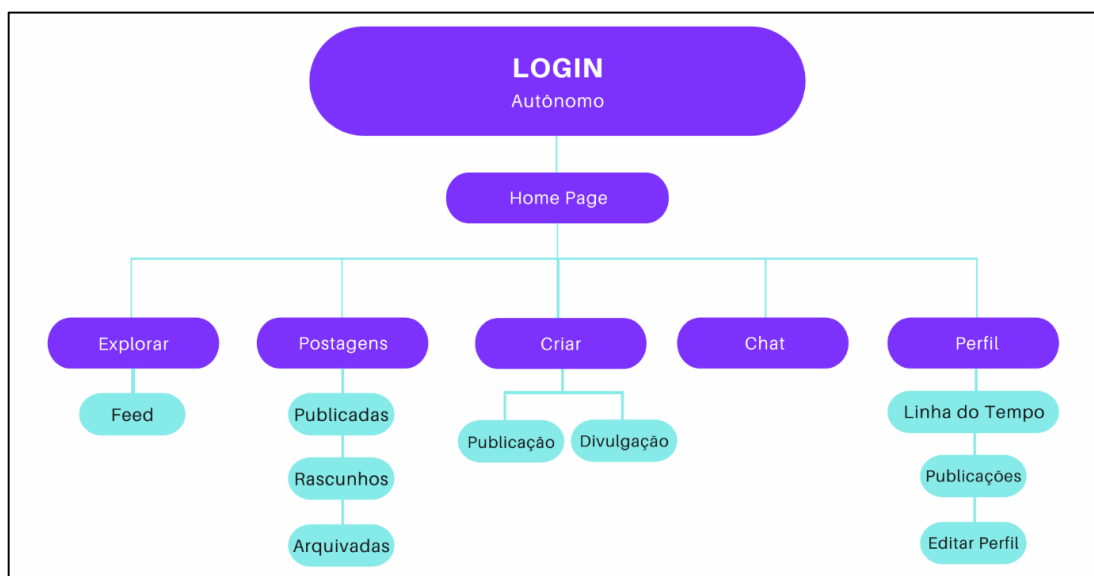 LOGIN
Autônomo
Home Page
Explorar
Postagens
Criar
Chat
Perfil
Feed
Publicadas
Rascunhos
Arquivadas
Publicação
Divulgação
Linha do Tempo
Publicações
Editar Perfil